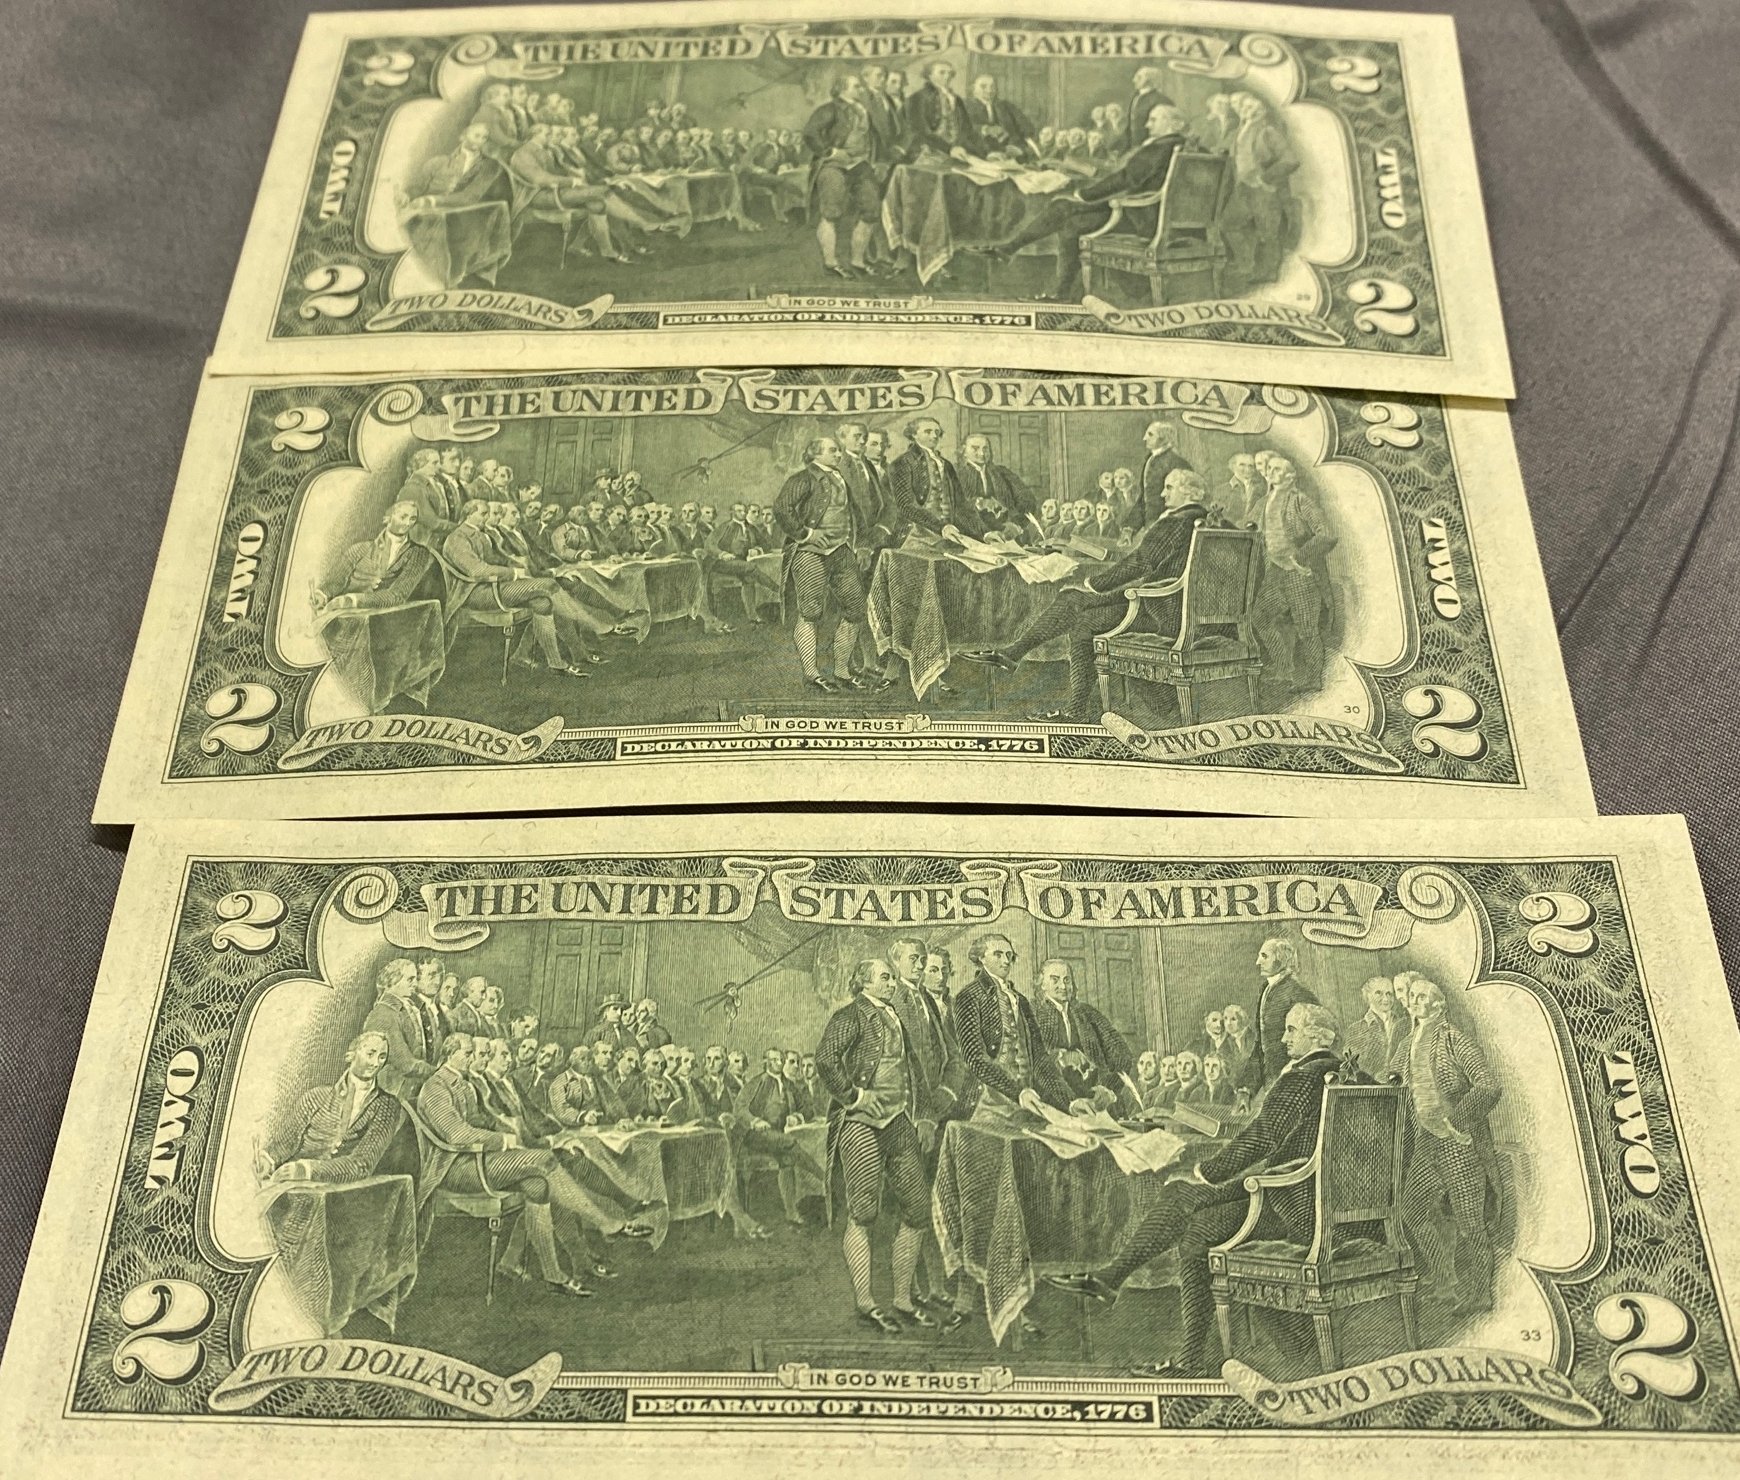 THE UNITED STATES OF AMERICA
2 2
TWO TWO
2 2
TWO DOLLARS IN GOD WE TRUST TWO DOLLARS
DECLARATION OF INDEPENDENCE, 1776
THE UNITED STATES OF AMERICA
2 2
TWO TWO
30
2 2
TWO DOLLARS IN GOD WE TRUST TWO DOLLARS
DECLARATION OF INDEPENDENCE, 1776
THE UNITED STATES OF AMERICA
2 2
TWO TWO
33
2 2
TWO DOLLARS IN GOD WE TRUST TWO DOLLARS
DECLARATION OF INDEPENDENCE, 1776